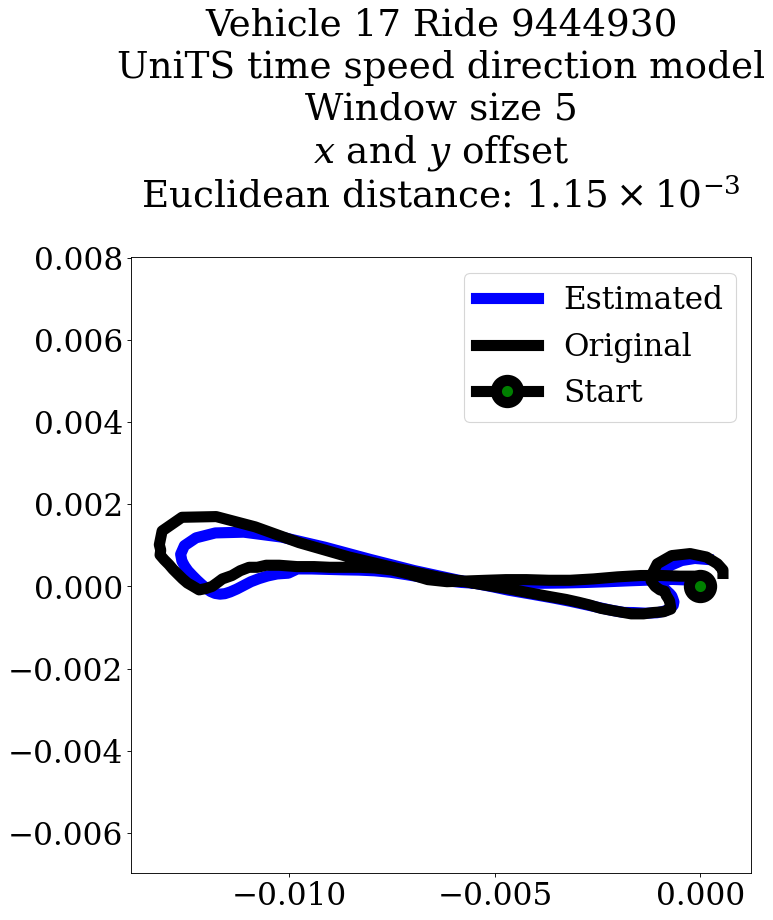 Vehicle 17 Ride 9444930
UniTS time speed direction model
Window size 5
x and y offset
Euclidean distance: 1.15 × 10⁻³
0.008
Estimated
0.006
Original
Start
0.004
0.002
0.000
−0.002
−0.004
−0.006
−0.010
−0.005
0.000